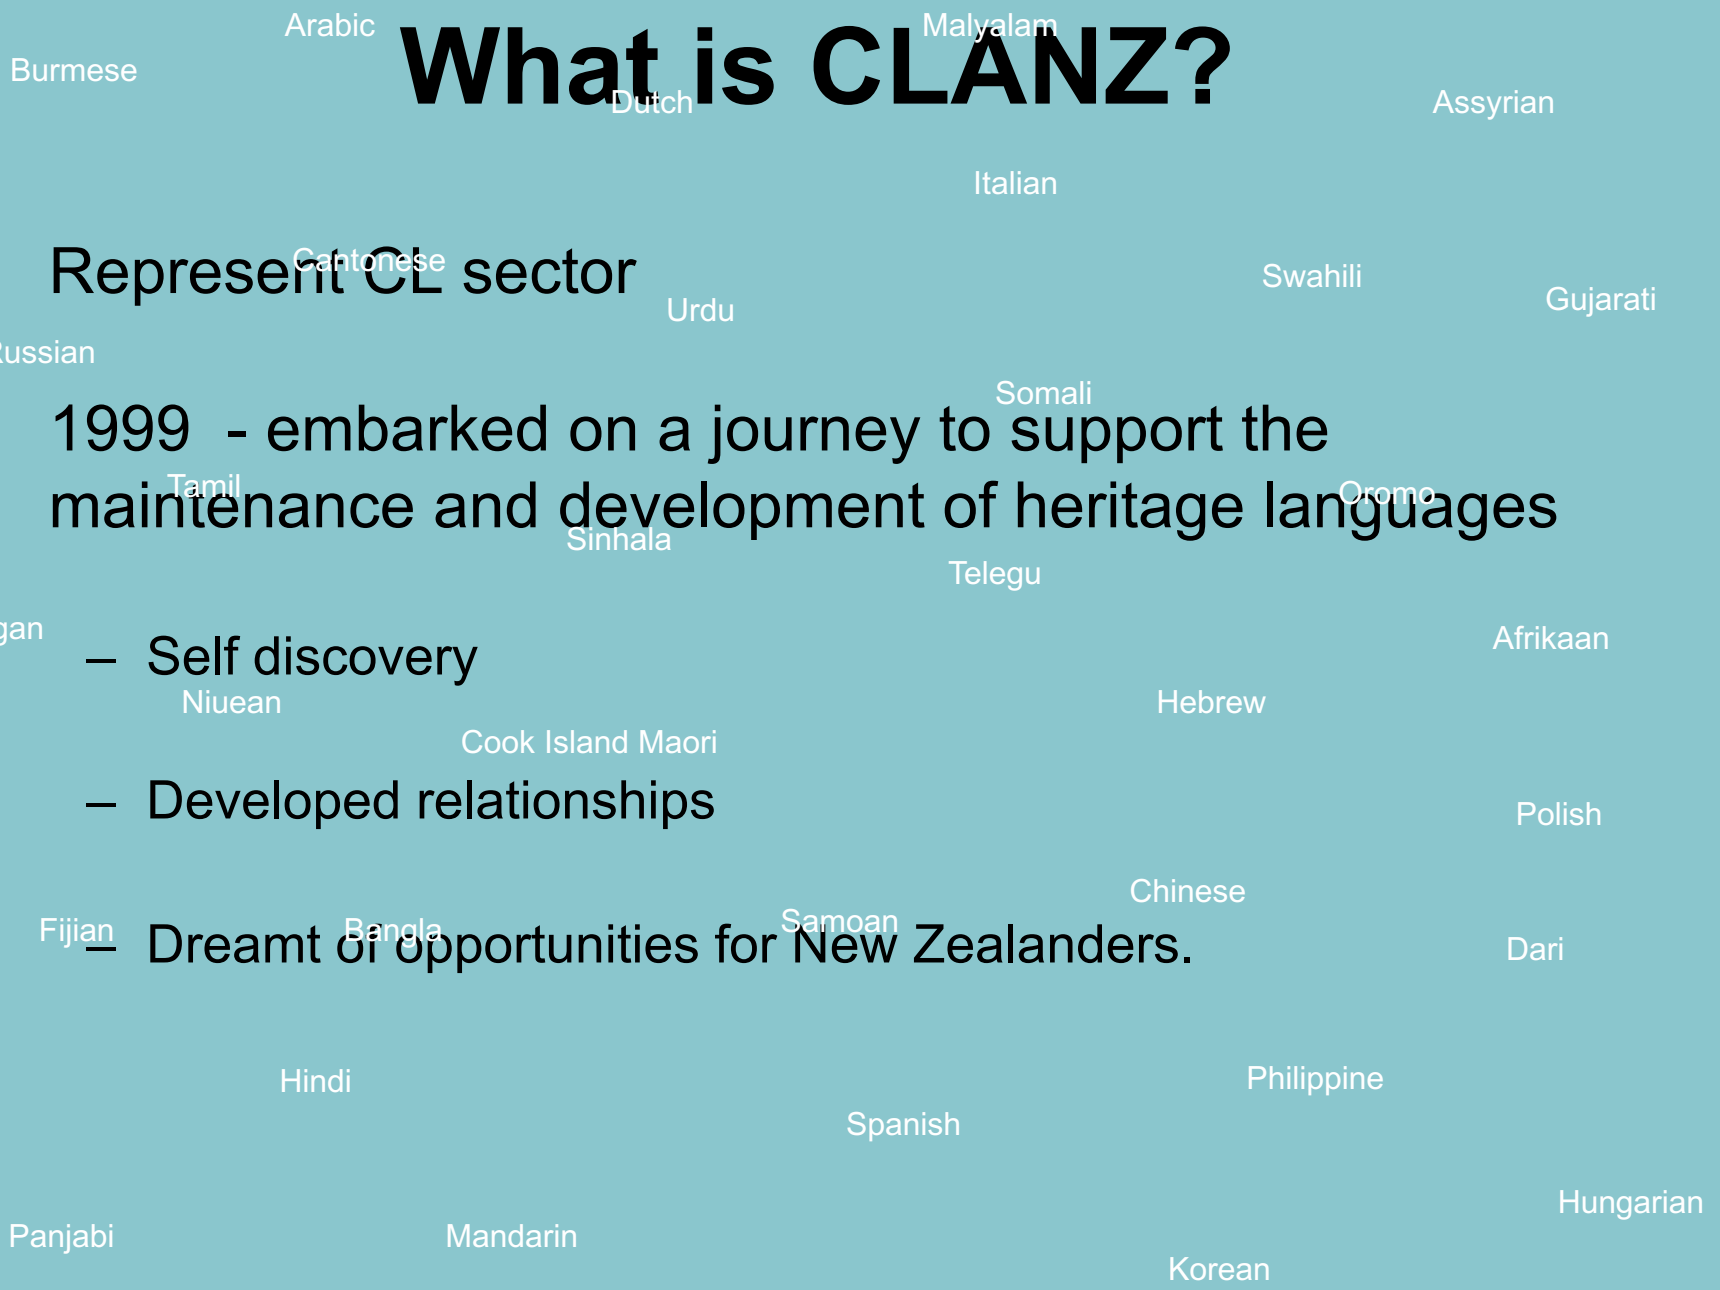 Arabic
Malyalam
What is CLANZ?
Burmese
Dutch
Assyrian
Italian
Represent CL sector
Cantonese
Swahili
Gujarati
Urdu
ussian
Somali
1999 - embarked on a journey to support the
maintenance and development of heritage languages
Tamil
Oromo
Sinhala
Telegu
gan
Afrikaan
– Self discovery
Niuean
Hebrew
Cook Island Maori
– Developed relationships
Polish
Chinese
Samoan
Fijian
Bangla
– Dreamt of opportunities for New Zealanders.
Dari
Hindi
Philippine
Spanish
Hungarian
Panjabi
Mandarin
Korean